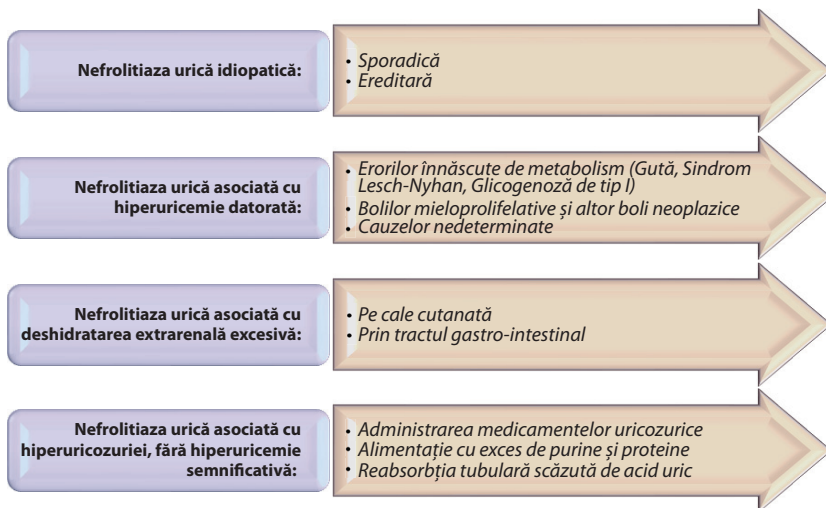 Nefrolitiaza urică idiopatică:
• Sporadică
• Ereditară
Nefrolitiaza urică asociată cu
hiperuricemie datorată:
• Erorilor înnăscute de metabolism (Gută, Sindrom
Lesch-Nyhan, Glicogenoză de tip I)
• Bolilor mieloprolifelative și altor boli neoplazice
• Cauzelor nedeterminate
Nefrolitiaza urică asociată cu
deshidratarea extrarenală excesivă:
• Pe cale cutanată
• Prin tractul gastro-intestinal
Nefrolitiaza urică asociată cu
hiperuricozuriei, fără hiperuricemie
semnificativă:
• Administrarea medicamentelor uricozurice
• Alimentație cu exces de purine și proteine
• Reabsorbția tubulară scăzută de acid uric